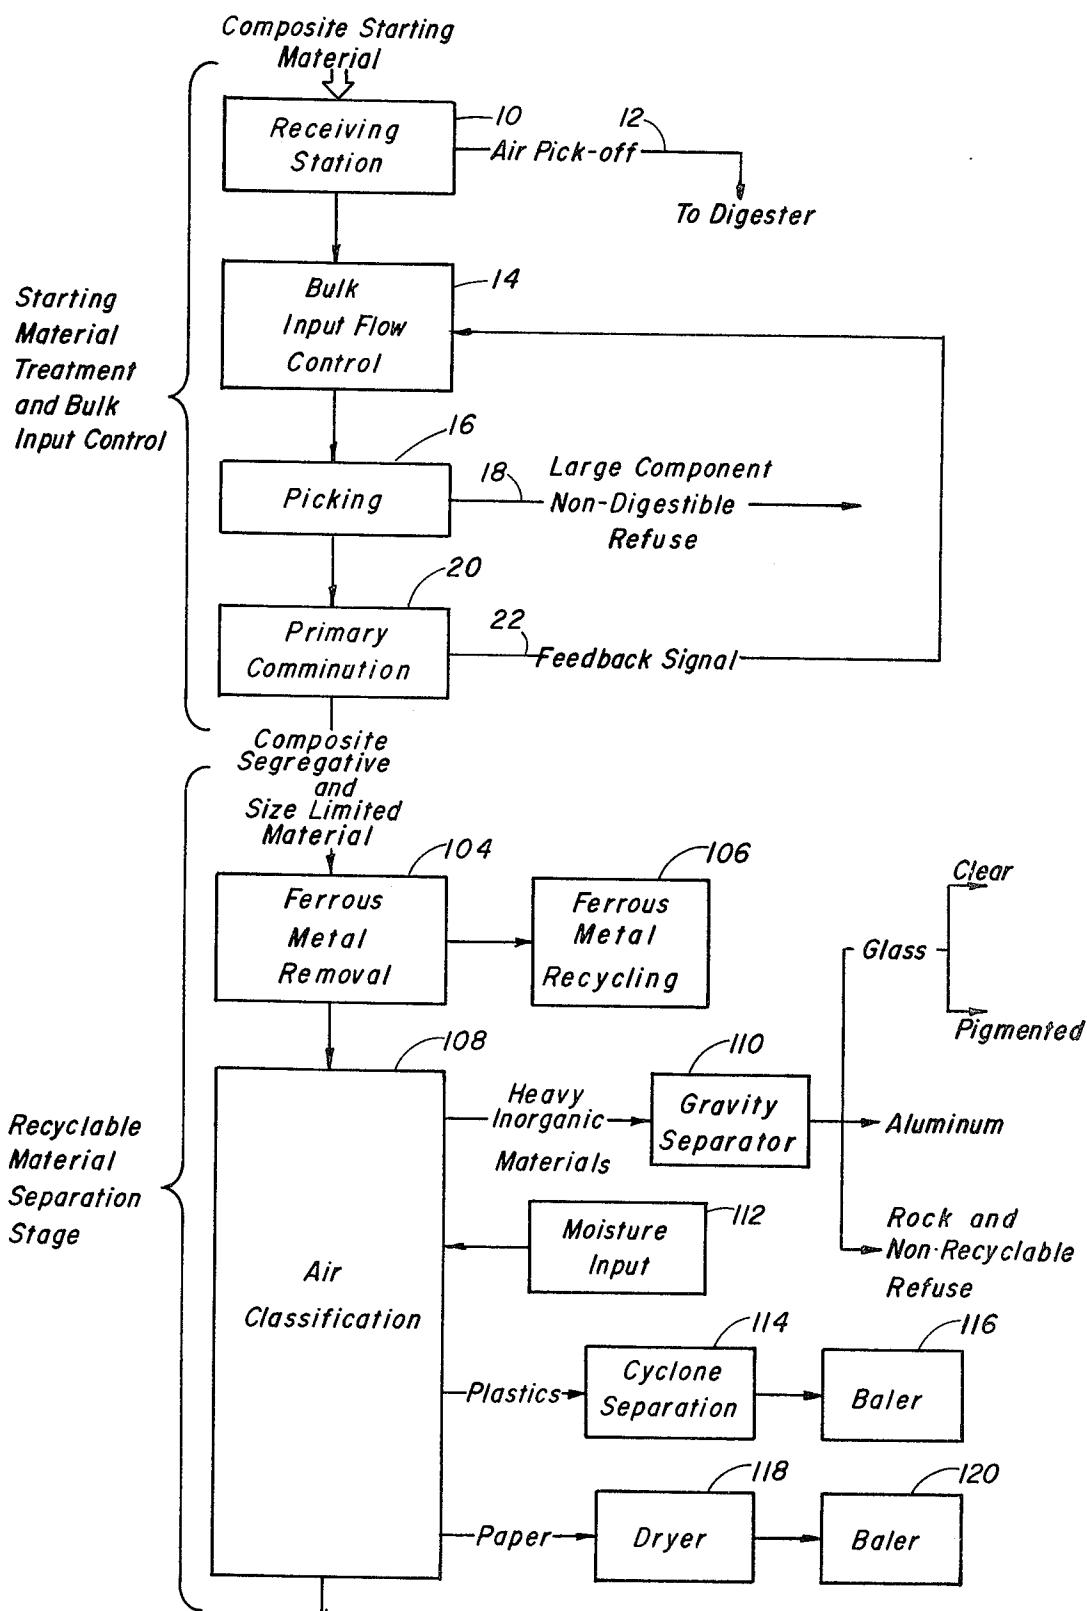 Composite Starting
Material
10
Receiving
Station
Air Pick-off
12
To Digester
Starting
Material
Treatment
and Bulk
Input Control
14
Bulk
Input Flow
Control
16
Picking
18
Large Component
Non-Digestible
Refuse
20
Primary
Comminution
22
Feedback Signal
Composite
Segregative
and
Size Limited
Material
104
Ferrous
Metal
Removal
106
Ferrous
Metal
Recycling
Clear
Glass
Pigmented
Recyclable
Material
Separation
Stage
108
Air
Classification
Heavy
Inorganic
Materials
110
Gravity
Separator
Aluminum
Rock and
Non-Recyclable
Refuse
112
Moisture
Input
Plastics
114
Cyclone
Separation
116
Baler
Paper
118
Dryer
120
Baler